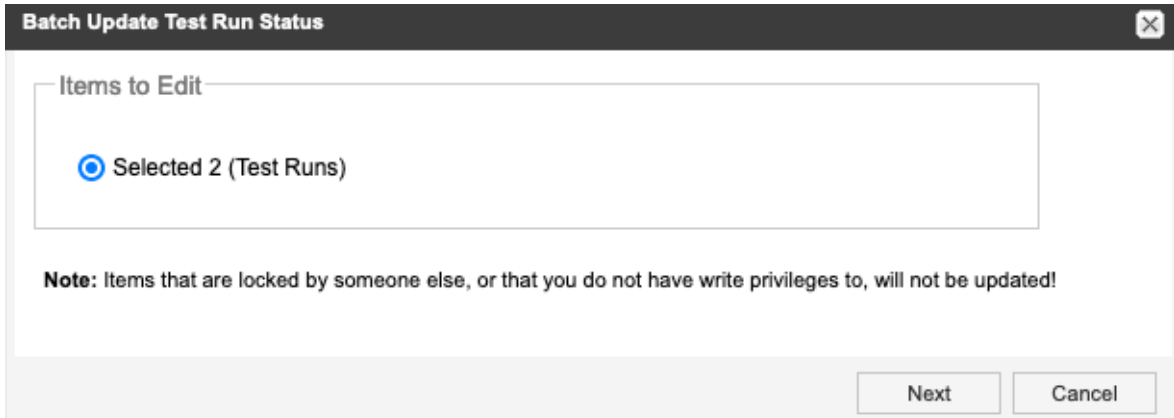 Batch Update Test Run Status
Items to Edit
Selected 2 (Test Runs)
Note: Items that are locked by someone else, or that you do not have write privileges to, will not be updated!
Next Cancel